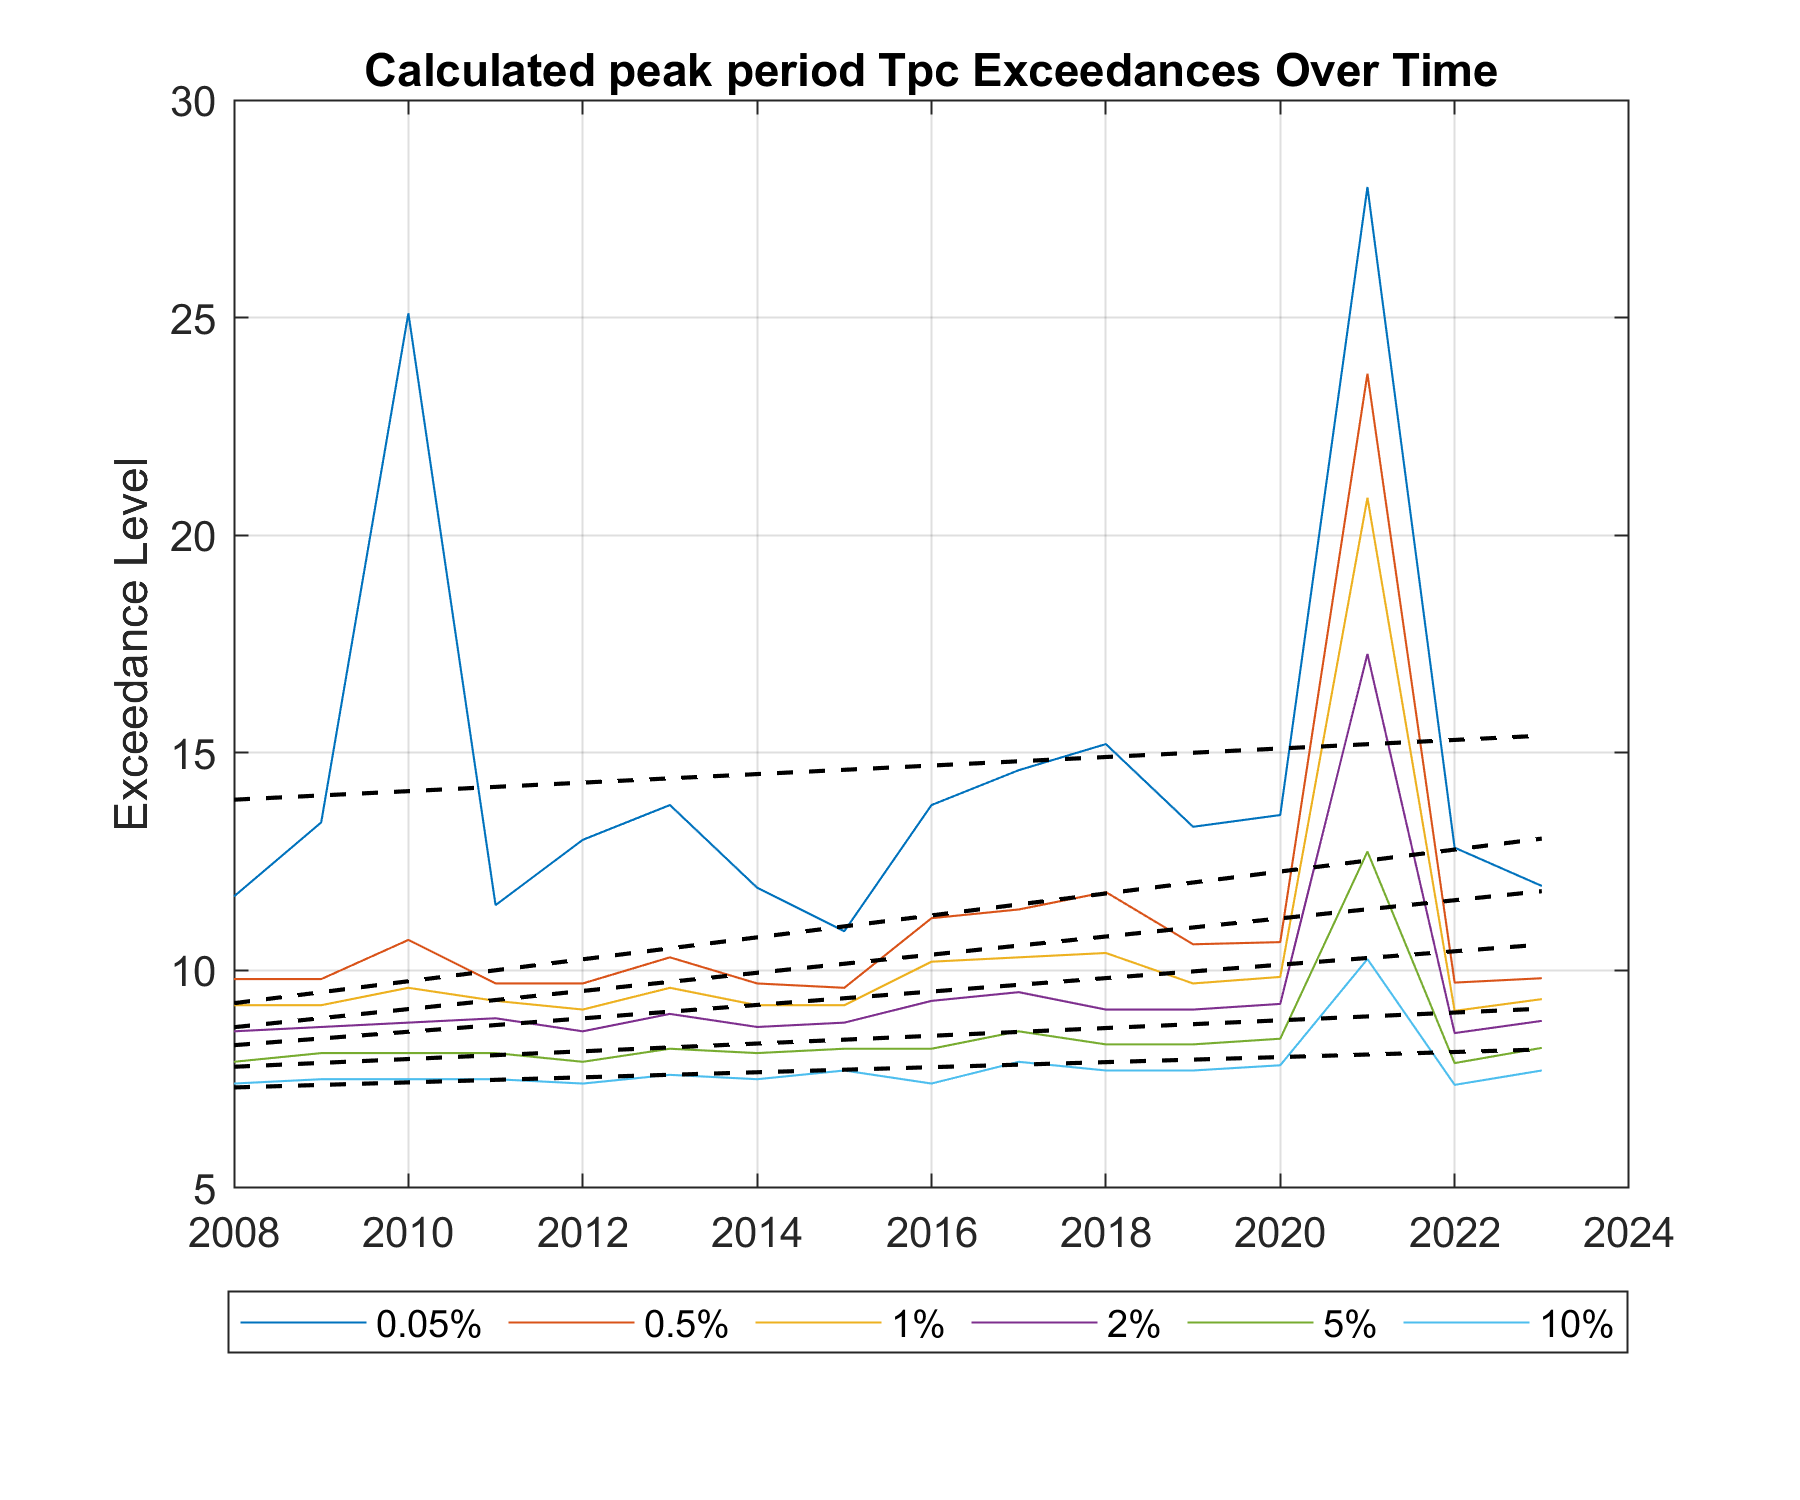 Calculated peak period Tpc Exceedances Over Time
30
25
20
15
10
5
Exceedance Level
2008 2010 2012 2014 2016 2018 2020 2022 2024
0.05% 0.5% 1% 2% 5% 10%